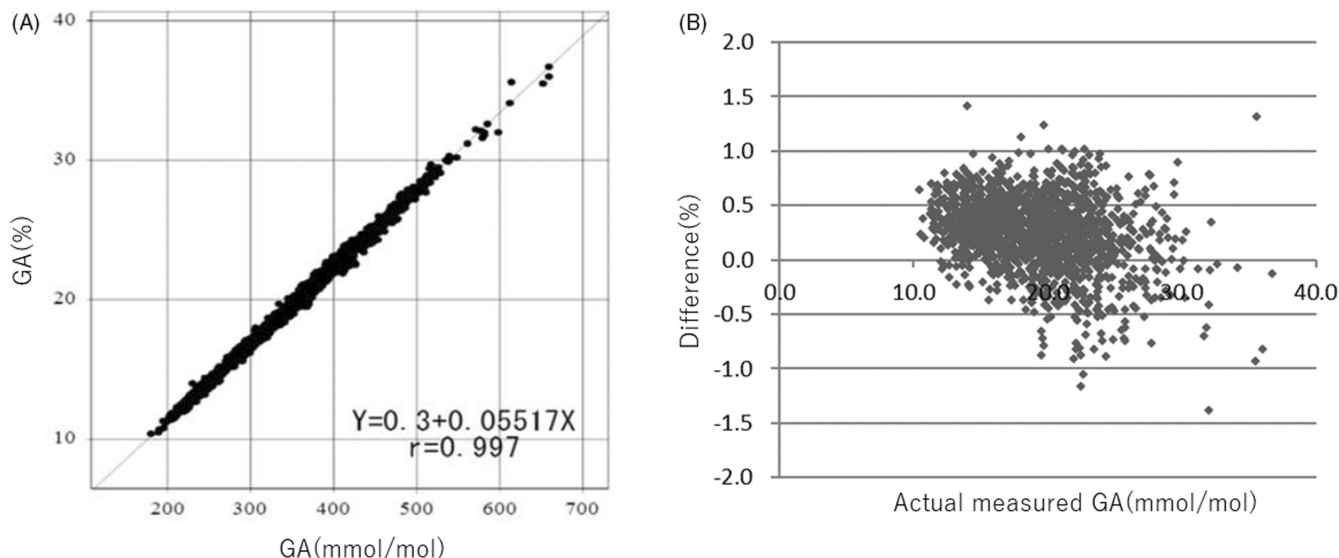 (A)
40
30
20
10
GA(%)
Y=0.3+0.05517X
r=0.997
200 300 400 500 600 700
GA(mmol/mol)
(B)
2.0
1.5
1.0
0.5
0.0
-0.5
-1.0
-1.5
-2.0
Difference(%)
0.0 10.0 20.0 30.0 40.0
Actual measured GA(mmol/mol)